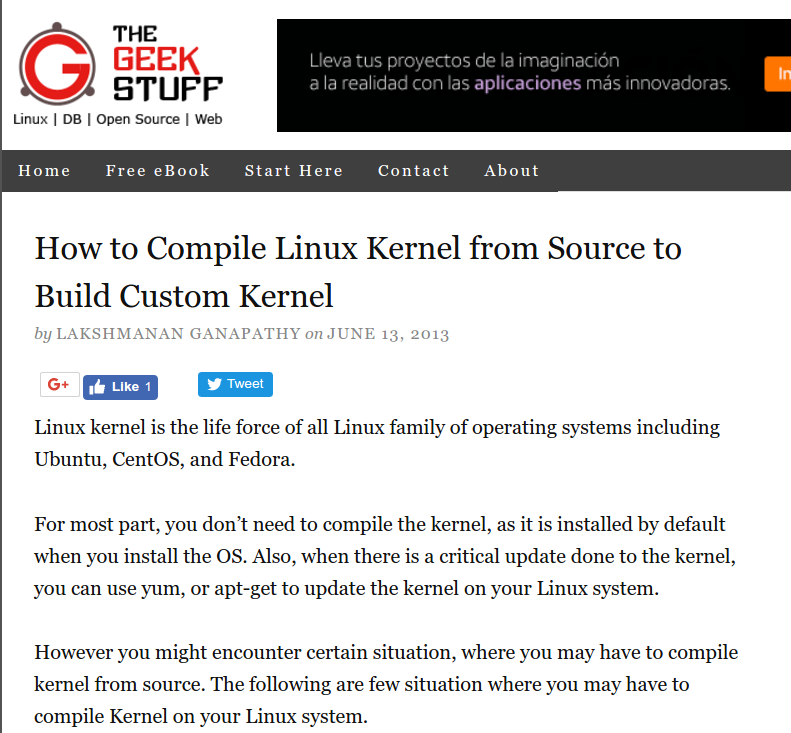 THE
GEEK
STUFF
Linux | DB | Open Source | Web
Lleva tus proyectos de la imaginación
a la realidad con las aplicaciones más innovadoras.
Home Free eBook Start Here Contact About
How to Compile Linux Kernel from Source to
Build Custom Kernel
by LAKSHMANAN GANAPATHY on JUNE 13, 2013
G+ Like 1 Tweet
Linux kernel is the life force of all Linux family of operating systems including
Ubuntu, CentOS, and Fedora.
For most part, you don’t need to compile the kernel, as it is installed by default
when you install the OS. Also, when there is a critical update done to the kernel,
you can use yum, or apt-get to update the kernel on your Linux system.
However you might encounter certain situation, where you may have to compile
kernel from source. The following are few situation where you may have to
compile Kernel on your Linux system.